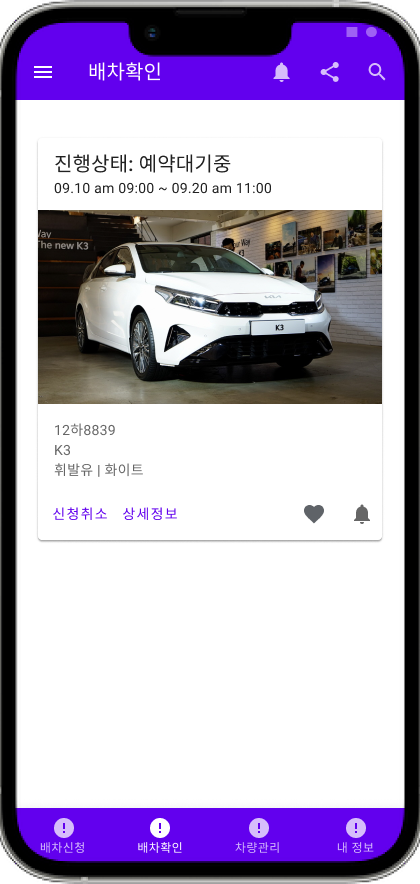 배차확인
진행상태: 예약대기중
09.10 am 09:00 ~ 09.20 am 11:00
The new K3
K3
12하8839
K3
휘발유 | 화이트
신청취소 상세정보
배차신청 배차확인 차량관리 내 정보